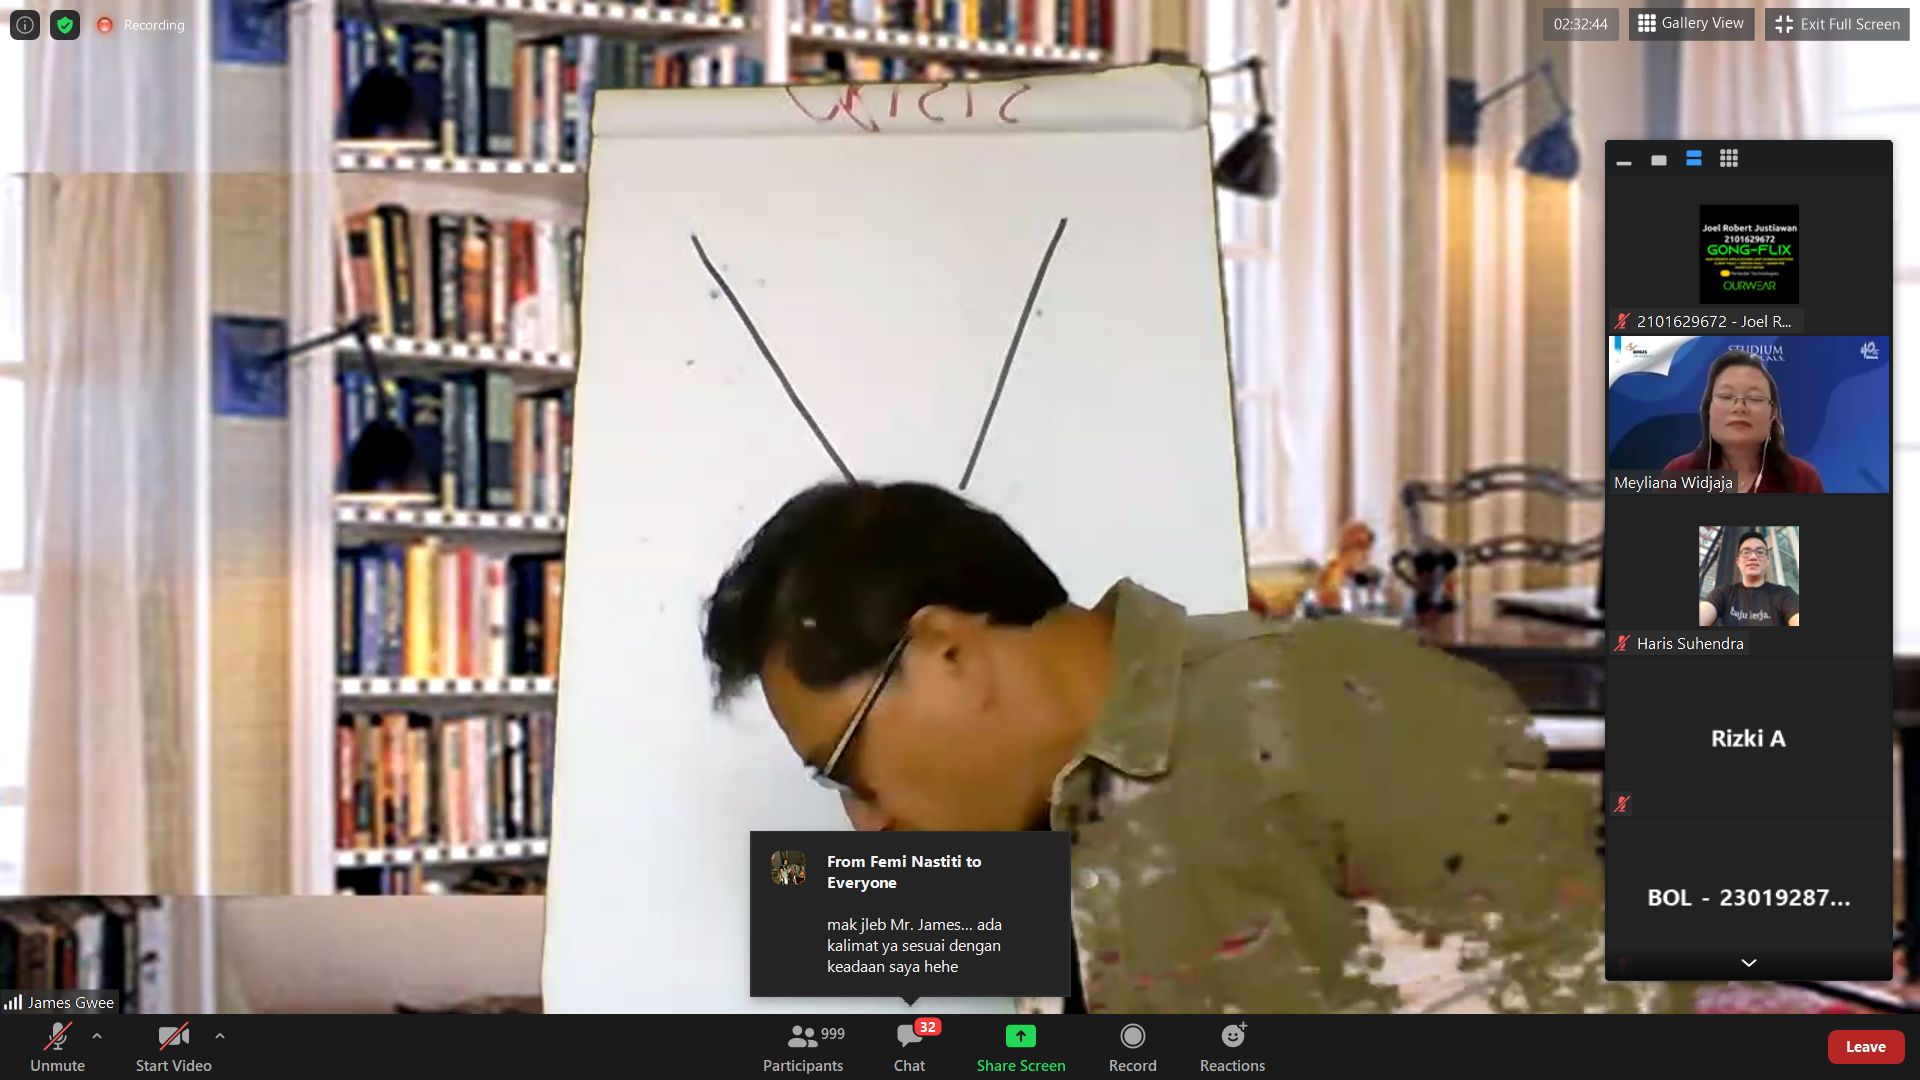 Recording
02:32:44
Gallery View
Exit Full Screen
Joel Robert Justiawan
2101629672
GONG-FLIX
OURWEAR
2101629672 - Joel R...
STUDIUM
Meyliana Widjaja
baju kerja.
Haris Suhendra
Rizki A
BOL - 23019287...
From Femi Nastiti to
Everyone
mak jleb Mr. James... ada
kalimat ya sesuai dengan
keadaan saya hehe
James Gwee
Unmute
Start Video
999
Participants
32
Chat
Share Screen
Record
Reactions
Leave